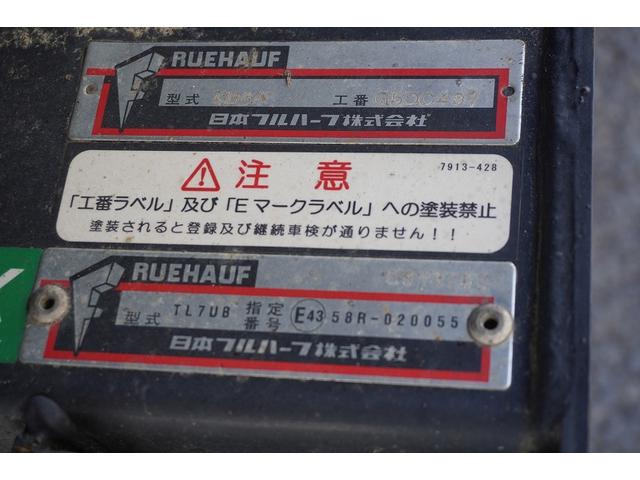 RUEHAUF
型式 工番
日本フルハーフ株式会社
注意 7913-428
「工番ラベル」及び「Eマークラベル」への塗装禁止
塗装されると登録及び継続車検が通りません!!
RUEHAUF
型式 TL7UB 指定番号 E43 58R-020055
日本フルハーフ株式会社